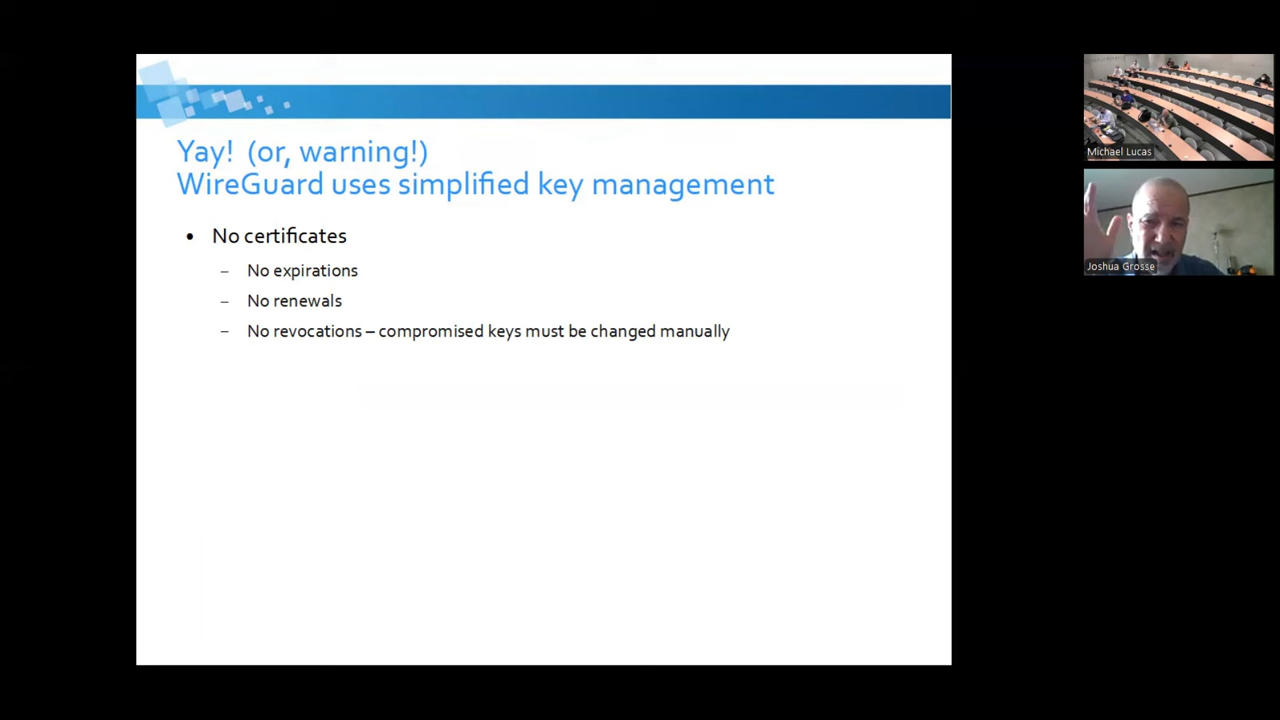 Yay! (or, warning!)
WireGuard uses simplified key management
• No certificates
– No expirations
– No renewals
– No revocations – compromised keys must be changed manually
Michael Lucas
Joshua Grosse